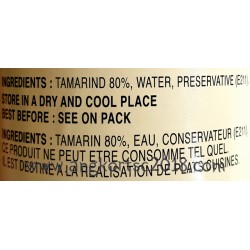 INGREDIENTS : TAMARIND 80%, WATER, PRESERVATIVE (E211).
STORE IN A DRY AND COOL PLACE
BEST BEFORE : SEE ON PACK
INGREDIENTS : TAMARIN 80%, EAU, CONSERVATEUR (E211).
CE PRODUIT NE PEUT ÊTRE CONSOMME TEL QUEL.
IL EST DESTINE A LA REALISATION DE PLATS CUISINES.